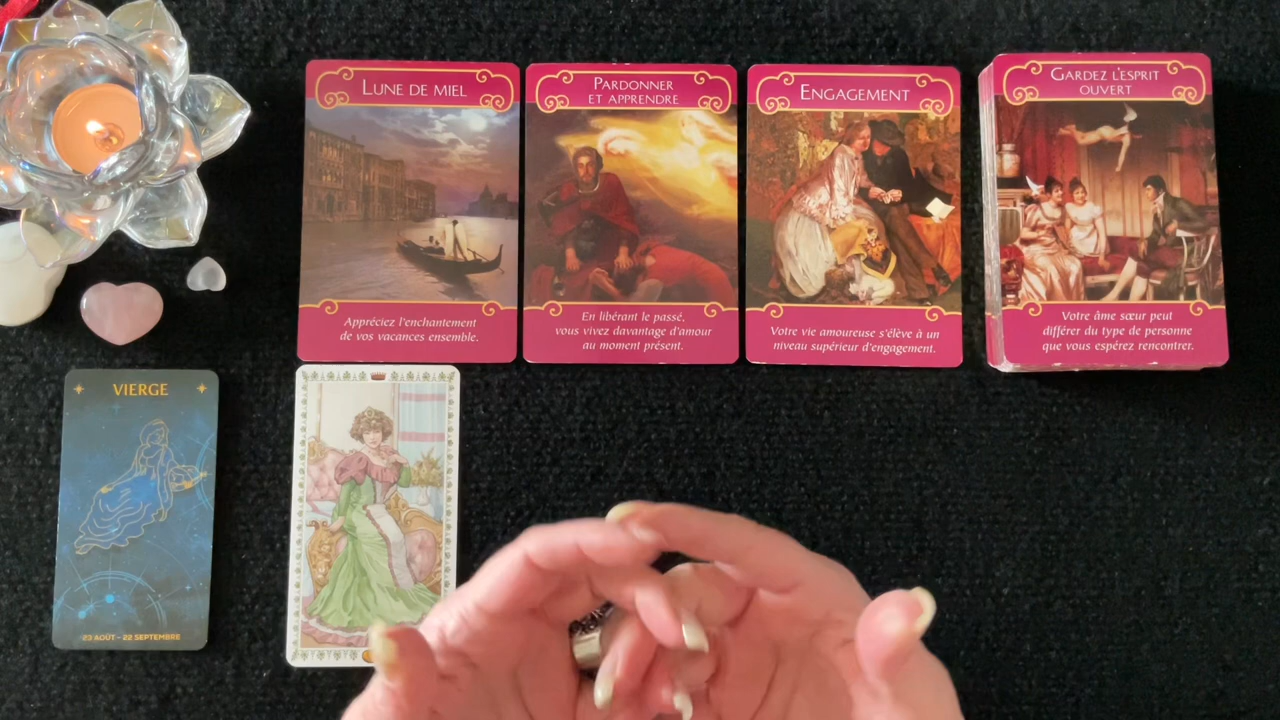 LUNE DE MIEL
Appréciez l'enchantement
de vos vacances ensemble.
PARDONNER
ET APPRENDRE
En libérant le passé,
vous vivez davantage d'amour
au moment présent.
ENGAGEMENT
Votre vie amoureuse s'élève à un
niveau supérieur d'engagement.
GARDEZ L'ESPRIT
OUVERT
Votre âme sœur peut
différer du type de personne
que vous espérez rencontrer.
VIERGE
23 AOÛT - 22 SEPTEMBRE